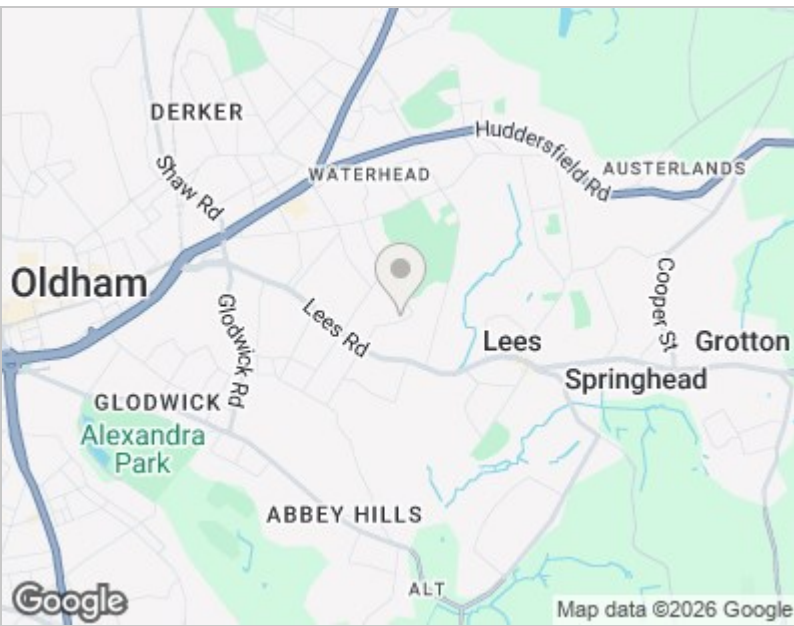 DERKER
Shaw Rd
Huddersfield Rd
WATERHEAD
AUSTERLANDS
Oldham
Glodwick Rd
Lees Rd
Cooper St
Lees
Grotton
Springhead
GLODWICK
Alexandra
Park
ABBEY HILLS
ALT
Google
Map data ©2026 Google